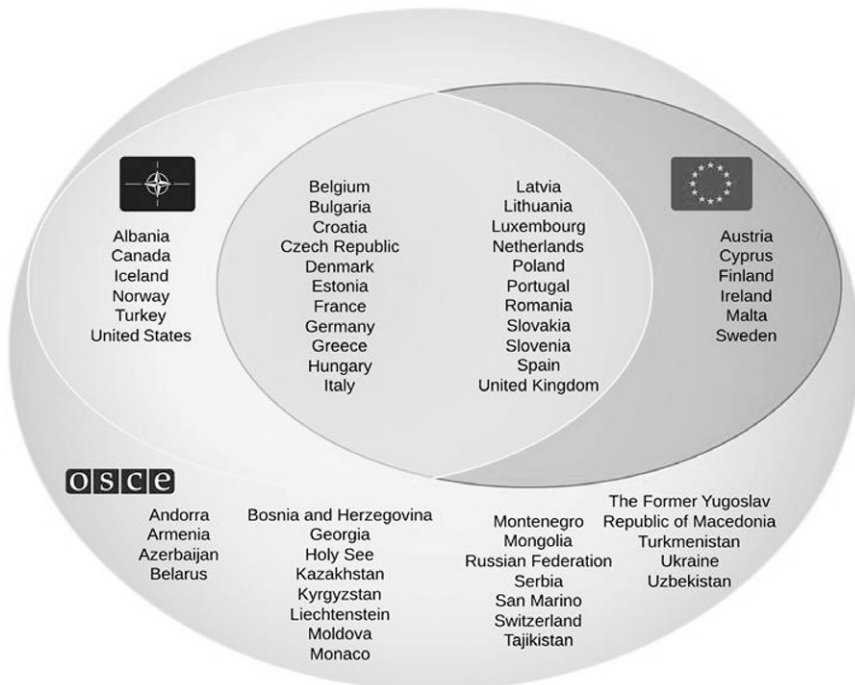 Albania
Canada
Iceland
Norway
Turkey
United States
Belgium
Bulgaria
Croatia
Czech Republic
Denmark
Estonia
France
Germany
Greece
Hungary
Italy
Latvia
Lithuania
Luxembourg
Netherlands
Poland
Portugal
Romania
Slovakia
Slovenia
Spain
United Kingdom
Austria
Cyprus
Finland
Ireland
Malta
Sweden
osce
Andorra
Armenia
Azerbaijan
Belarus
Bosnia and Herzegovina
Georgia
Holy See
Kazakhstan
Kyrgyzstan
Liechtenstein
Moldova
Monaco
Montenegro
Mongolia
Russian Federation
Serbia
San Marino
Switzerland
Tajikistan
The Former Yugoslav
Republic of Macedonia
Turkmenistan
Ukraine
Uzbekistan